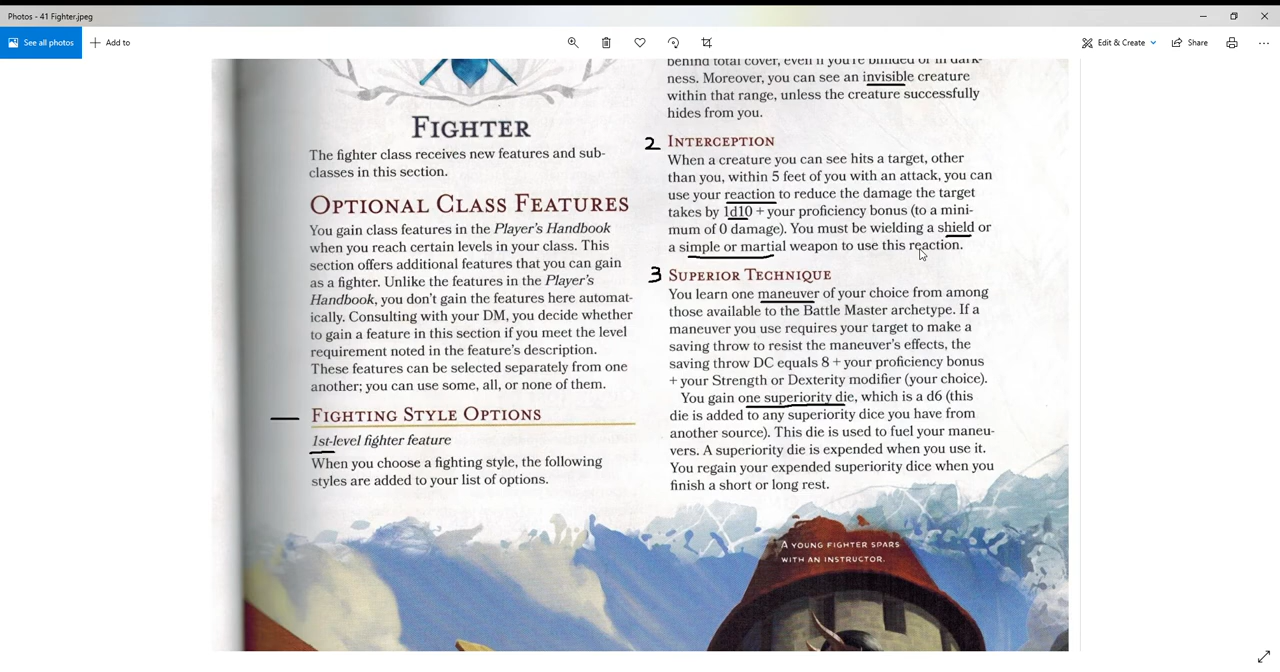 Photos - 41 Fighter.jpeg
See all photos
Add to
Edit & Create
Share
FIGHTER
The fighter class receives new features and sub-
classes in this section.
OPTIONAL CLASS FEATURES
You gain class features in the Player's Handbook
when you reach certain levels in your class. This
section offers additional features that you can gain
as a fighter. Unlike the features in the Player's
Handbook, you don't gain the features here automat-
ically. Consulting with your DM, you decide whether
to gain a feature in this section if you meet the level
requirement noted in the feature's description.
These features can be selected separately from one
another; you can use some, all, or none of them.
FIGHTING STYLE OPTIONS
1st-level fighter feature
When you choose a fighting style, the following
styles are added to your list of options.
behind total cover, even if you're blinded or in dark-
ness. Moreover, you can see an invisible creature
within that range, unless the creature successfully
hides from you.
2 INTERCEPTION
When a creature you can see hits a target, other
than you, within 5 feet of you with an attack, you can
use your reaction to reduce the damage the target
takes by 1d10 + your proficiency bonus (to a mini-
mum of 0 damage). You must be wielding a shield or
a simple or martial weapon to use this reaction.
3 SUPERIOR TECHNIQUE
You learn one maneuver of your choice from among
those available to the Battle Master archetype. If a
maneuver you use requires your target to make a
saving throw to resist the maneuver's effects, the
saving throw DC equals 8 + your proficiency bonus
+ your Strength or Dexterity modifier (your choice).
You gain one superiority die, which is a d6 (this
die is added to any superiority dice you have from
another source). This die is used to fuel your maneu-
vers. A superiority die is expended when you use it.
You regain your expended superiority dice when you
finish a short or long rest.
A YOUNG FIGHTER SPARS
WITH AN INSTRUCTOR.